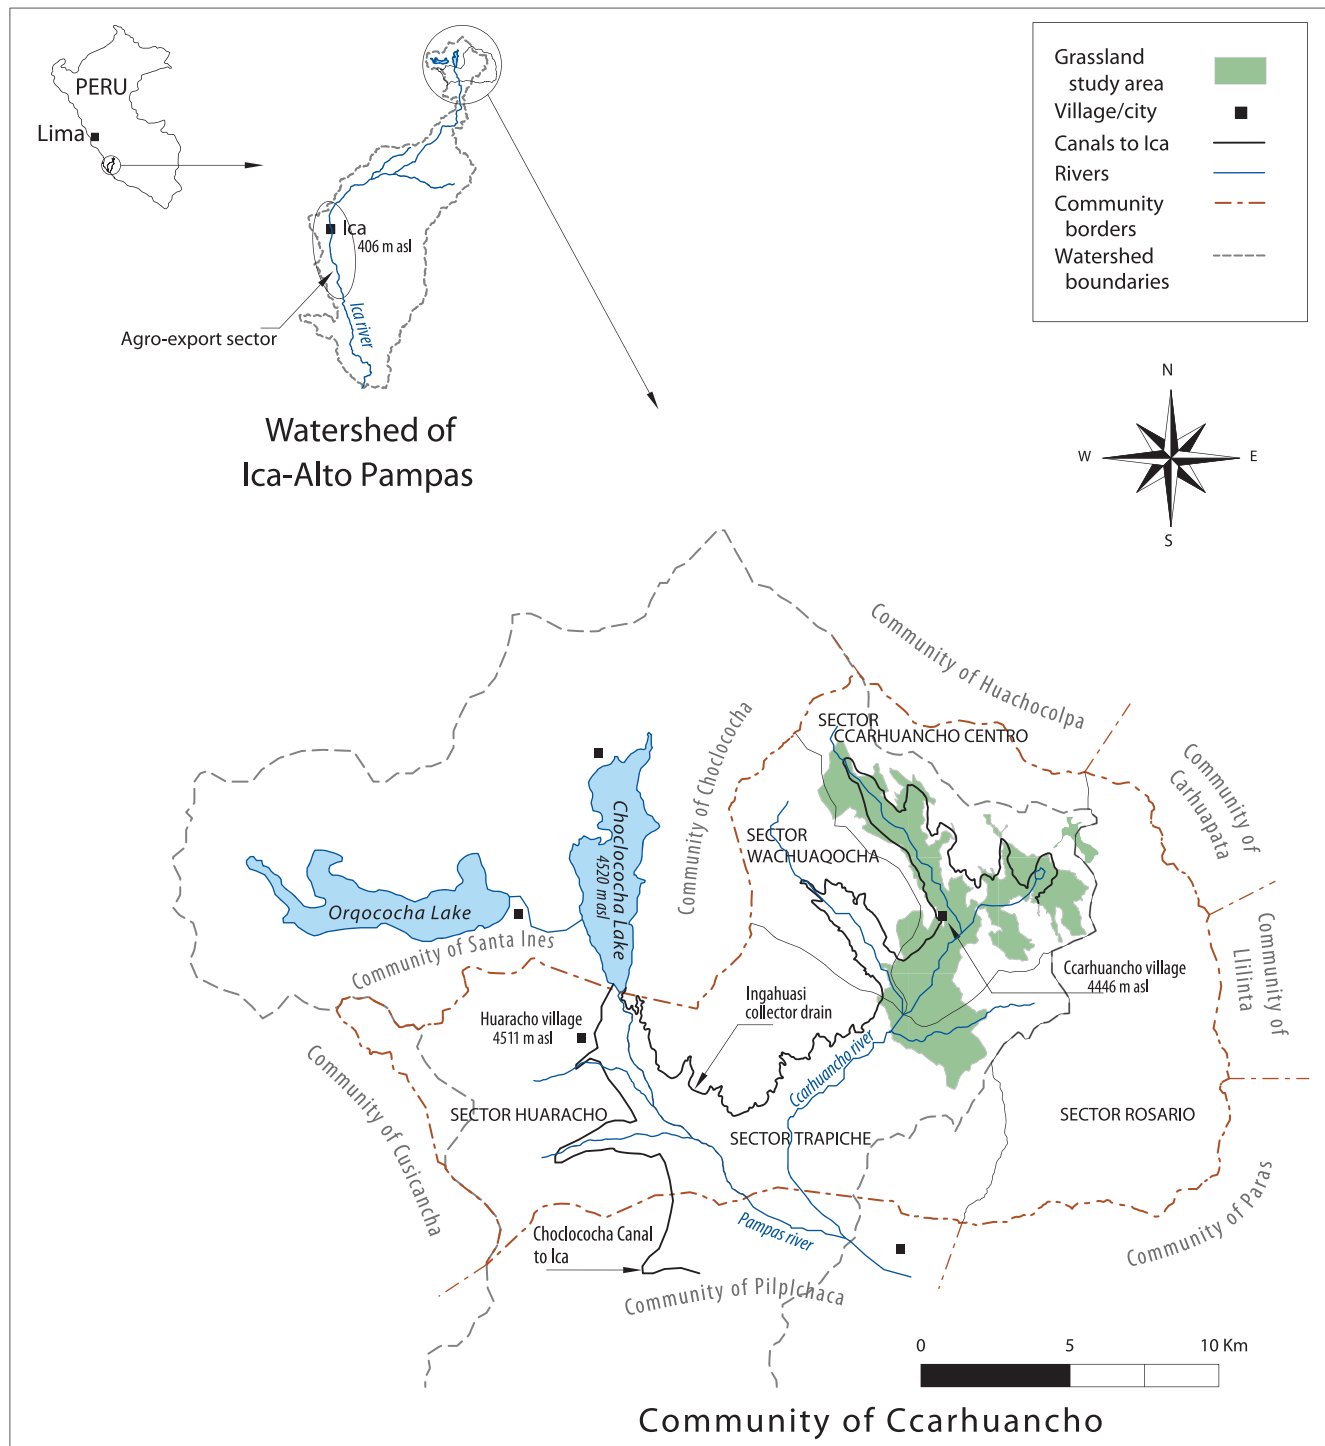 PERU
Lima
Ica
406 m asl
Agro-export sector
Ica river
Watershed of
Ica-Alto Pampas
Grassland
study area
Village/city
Canals to Ica
Rivers
Community
borders
Watershed
boundaries
N
W
E
S
Community of Huachocolpa
Community of Choclococha
SECTOR
CCARHUANCHO CENTRO
Community of
Carhuapata
SECTOR
WACHUAQOCHA
Choclococha Lake
4520 m asl
Orqococha Lake
Community of Santa Ines
Community of
Llilinta
Ccarhuancho village
4446 m asl
Ingahuasi
collector drain
Huaracho village
4511 m asl
Ccarhuancho river
Community of Cusicancha
SECTOR HUARACHO
SECTOR TRAPICHE
SECTOR ROSARIO
Community of Paras
Pampas river
Choclococha Canal
to Ica
Community of Pilplchaca
0 5 10 Km
Community of Ccarhuancho